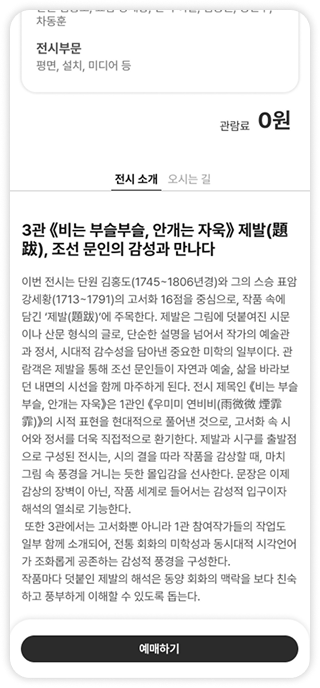 차동훈
전시부문
평면, 설치, 미디어 등
관람료 0원
전시 소개 오시는 길
3관 《비는 부슬부슬, 안개는 자욱》 제발(題
跋), 조선 문인의 감성과 만나다
이번 전시는 단원 김홍도(1745~1806년경)와 그의 스승 표암
강세황(1713~1791)의 고서화 16점을 중심으로, 작품 속에
담긴 ‘제발(題跋)’에 주목한다. 제발은 그림에 덧붙여진 시문
이나 산문 형식의 글로, 단순한 설명을 넘어서 작가의 예술관
과 정서, 시대적 감수성을 담아낸 중요한 미학의 일부이다. 관
람객은 제발을 통해 조선 문인들이 자연과 예술, 삶을 바라보
던 내면의 시선을 함께 마주하게 된다. 전시 제목인 《비는 부슬
부슬, 안개는 자욱》은 1관인 《우미미 연비비(雨微微 煙霏
霏)》의 시적 표현을 현대적으로 풀어낸 것으로, 고서화 속 시
어와 정서를 더욱 직접적으로 환기한다. 제발과 시구를 출발점
으로 구성된 전시는, 시의 결을 따라 작품을 감상할 때, 마치
그림 속 풍경을 거니는 듯한 몰입감을 선사한다. 문장은 이제
감상의 장벽이 아닌, 작품 세계로 들어서는 감성적 입구이자
해석의 열쇠로 기능한다.
또한 3관에서는 고서화뿐 아니라 1관 참여작가들의 작업도
일부 함께 소개되어, 전통 회화의 미학성과 동시대적 시각언어
가 조화롭게 공존하는 감성적 풍경을 구성한다.
작품마다 덧붙인 제발의 해석은 동양 회화의 맥락을 보다 친숙
하고 풍부하게 이해할 수 있도록 돕는다.
예매하기